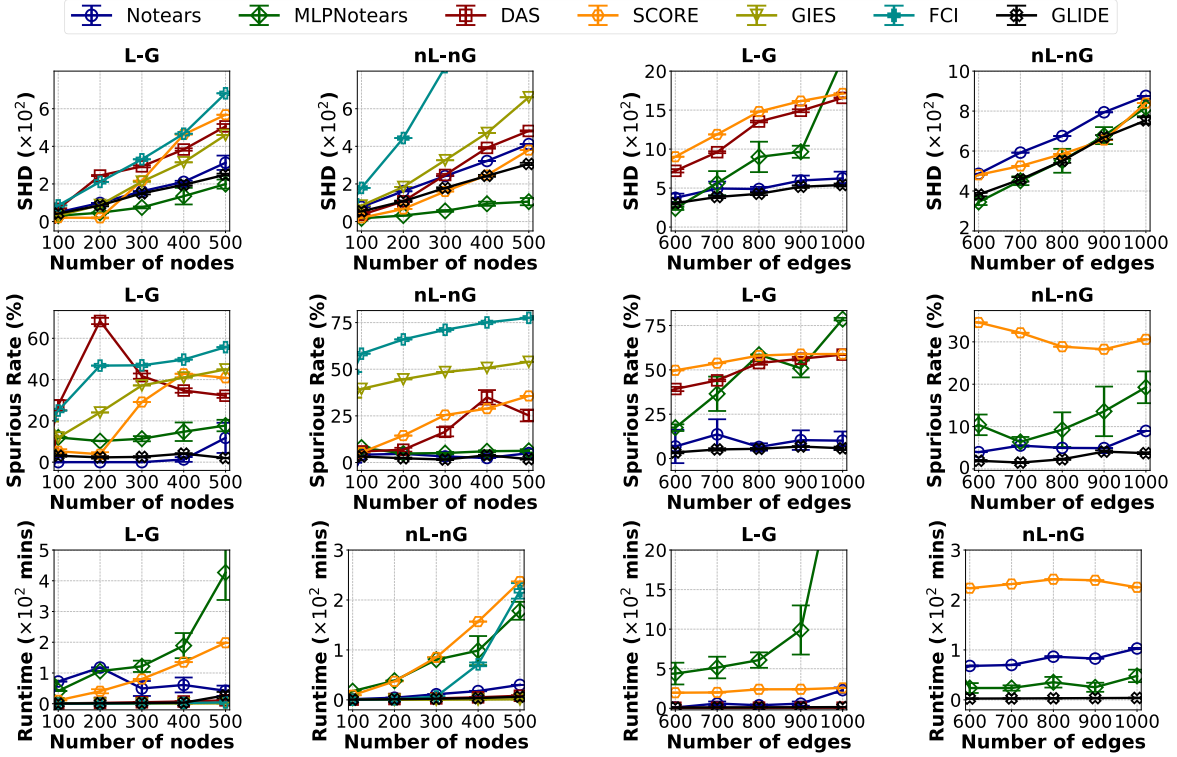 Notears MLPNotears DAS SCORE GIES FCI GLIDE
L-G nL-nG L-G nL-nG
SHD (×10²) 0 2 4 6
SHD (×10²) 0 2 4 6
SHD (×10²) 0 5 10 15 20
SHD (×10²) 2 4 6 8 10
100 200 300 400 500
100 200 300 400 500
600 700 800 900 1000
600 700 800 900 1000
Number of nodes Number of nodes Number of edges Number of edges
L-G nL-nG L-G nL-nG
Spurious Rate (%) 0 20 40 60
Spurious Rate (%) 0 25 50 75
Spurious Rate (%) 0 25 50 75
Spurious Rate (%) 0 10 20 30
100 200 300 400 500
100 200 300 400 500
600 700 800 900 1000
600 700 800 900 1000
Number of nodes Number of nodes Number of edges Number of edges
L-G nL-nG L-G nL-nG
Runtime (×10² mins) 0 1 2 3 4 5
Runtime (×10² mins) 0 1 2 3
Runtime (×10² mins) 0 5 10 15 20
Runtime (×10² mins) 0 1 2 3
100 200 300 400 500
100 200 300 400 500
600 700 800 900 1000
600 700 800 900 1000
Number of nodes Number of nodes Number of edges Number of edges